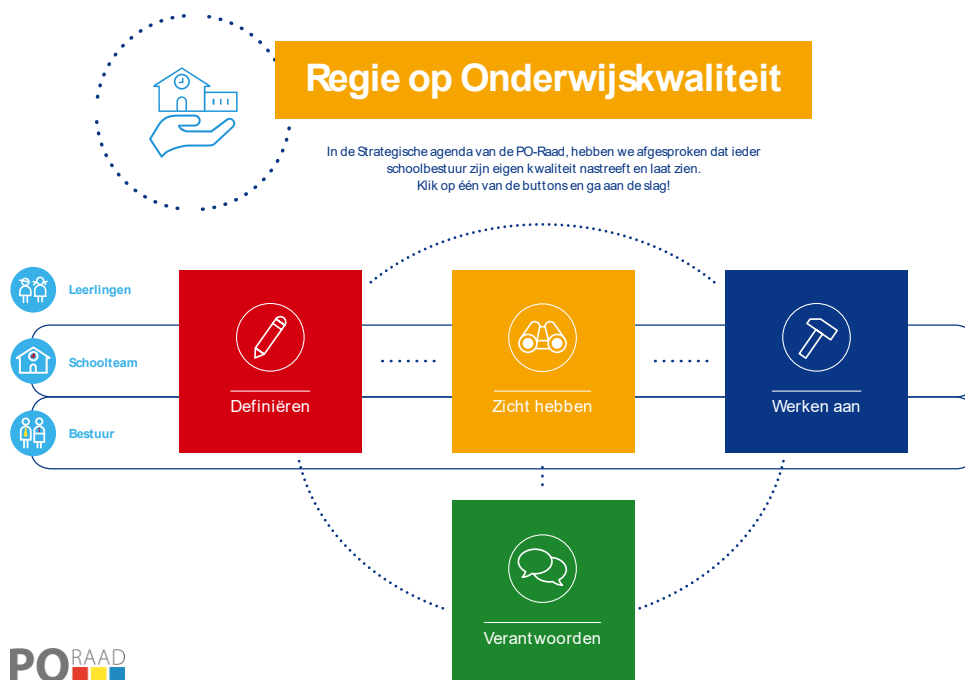 Regie op Onderwijskwaliteit
In de Strategische agenda van de PO-Raad, hebben we afgesproken dat ieder
schoolbestuur zijn eigen kwaliteit nastreeft en laat zien.
Klik op één van de buttons en ga aan de slag!
Leerlingen
Schoolteam
Bestuur
Definiëren
Zicht hebben
Werken aan
Verantwoorden
PO RAAD